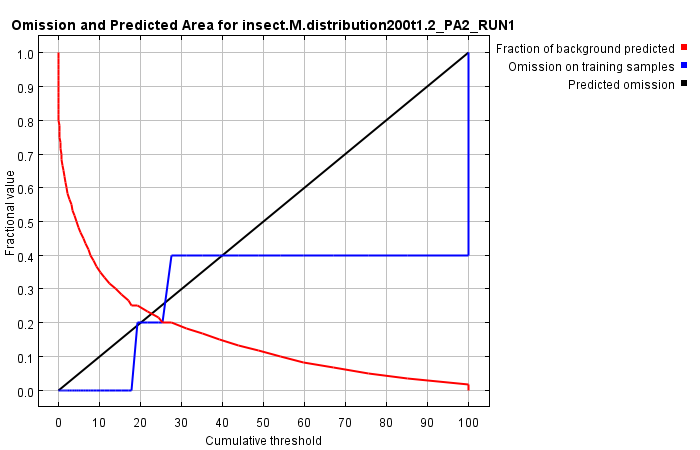 Omission and Predicted Area for insect.M.distribution200t1.2_PA2_RUN1
Fraction of background predicted
Omission on training samples
Predicted omission
Fractional value
1.0
0.9
0.8
0.7
0.6
0.5
0.4
0.3
0.2
0.1
0.0
0 10 20 30 40 50 60 70 80 90 100
Cumulative threshold